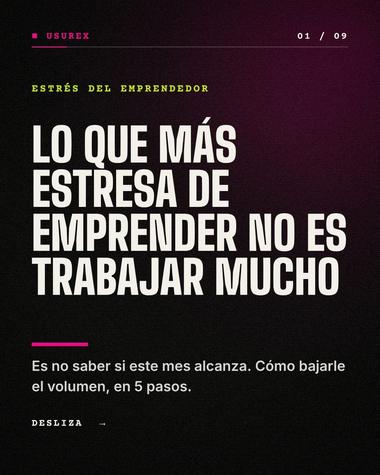 USUREX
01 / 09
ESTRÉS DEL EMPRENDEDOR
LO QUE MÁS
ESTRESA DE
EMPRENDER NO ES
TRABAJAR MUCHO
Es no saber si este mes alcanza. Cómo bajarle
el volumen, en 5 pasos.
DESLIZA →